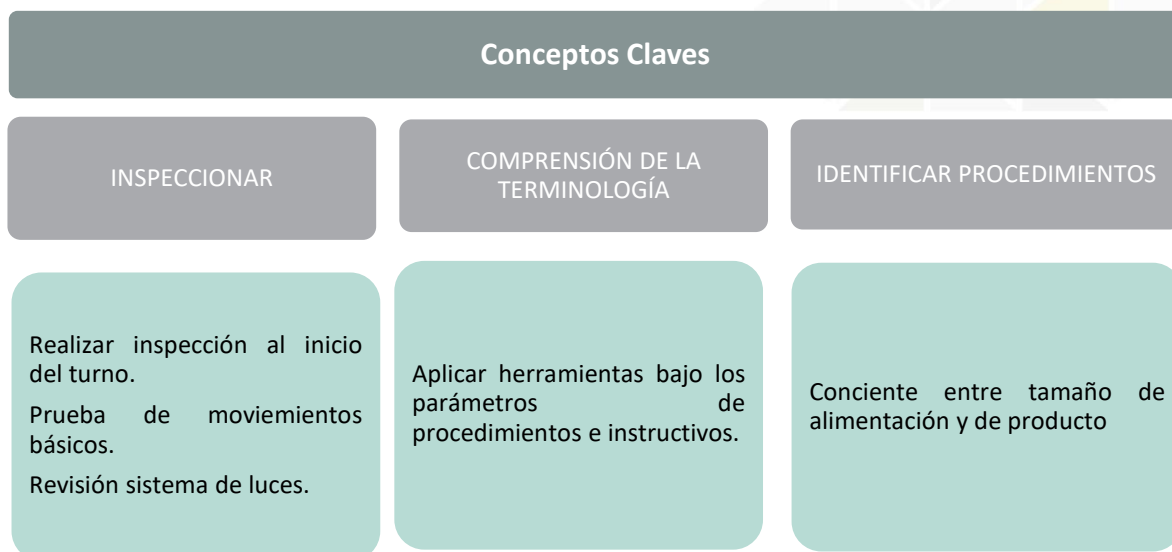 Conceptos Claves
INSPECCIONAR
COMPRENSIÓN DE LA
TERMINOLOGÍA
IDENTIFICAR PROCEDIMIENTOS
Realizar inspección al inicio
del turno.
Prueba de moviemientos
básicos.
Revisión sistema de luces.
Aplicar herramientas bajo los
parámetros de
procedimientos e instructivos.
Conciente entre tamaño de
alimentación y de producto